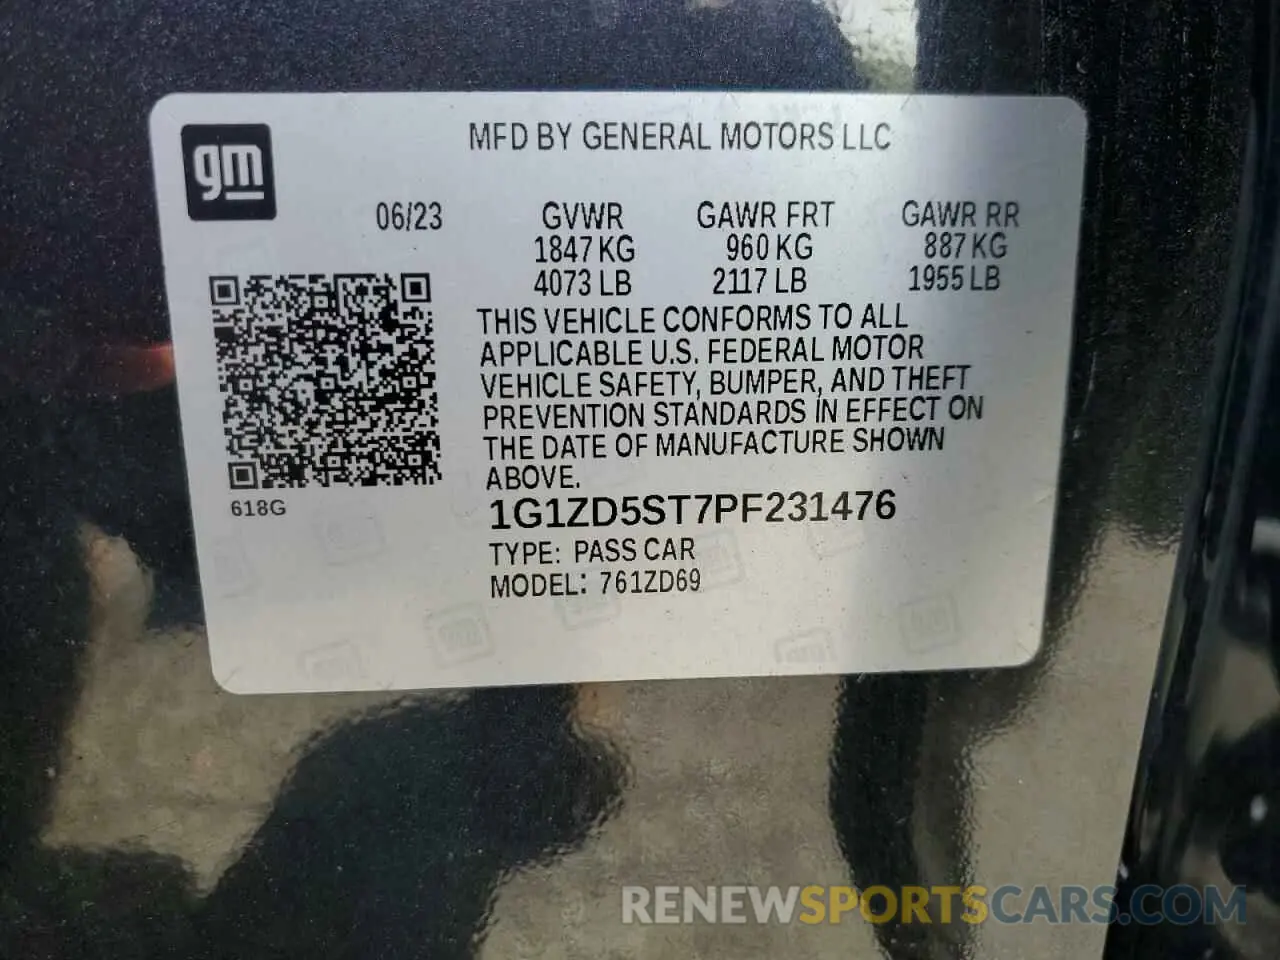 gm
MFD BY GENERAL MOTORS LLC
06/23 GVWR GAWR FRT GAWR RR
1847 KG 960 KG 887 KG
4073 LB 2117 LB 1955 LB
THIS VEHICLE CONFORMS TO ALL
APPLICABLE U.S. FEDERAL MOTOR
VEHICLE SAFETY, BUMPER, AND THEFT
PREVENTION STANDARDS IN EFFECT ON
THE DATE OF MANUFACTURE SHOWN
ABOVE.
618G
1G1ZD5ST7PF231476
TYPE: PASS CAR
MODEL: 761ZD69
RENEWSPORTSCARS.COM